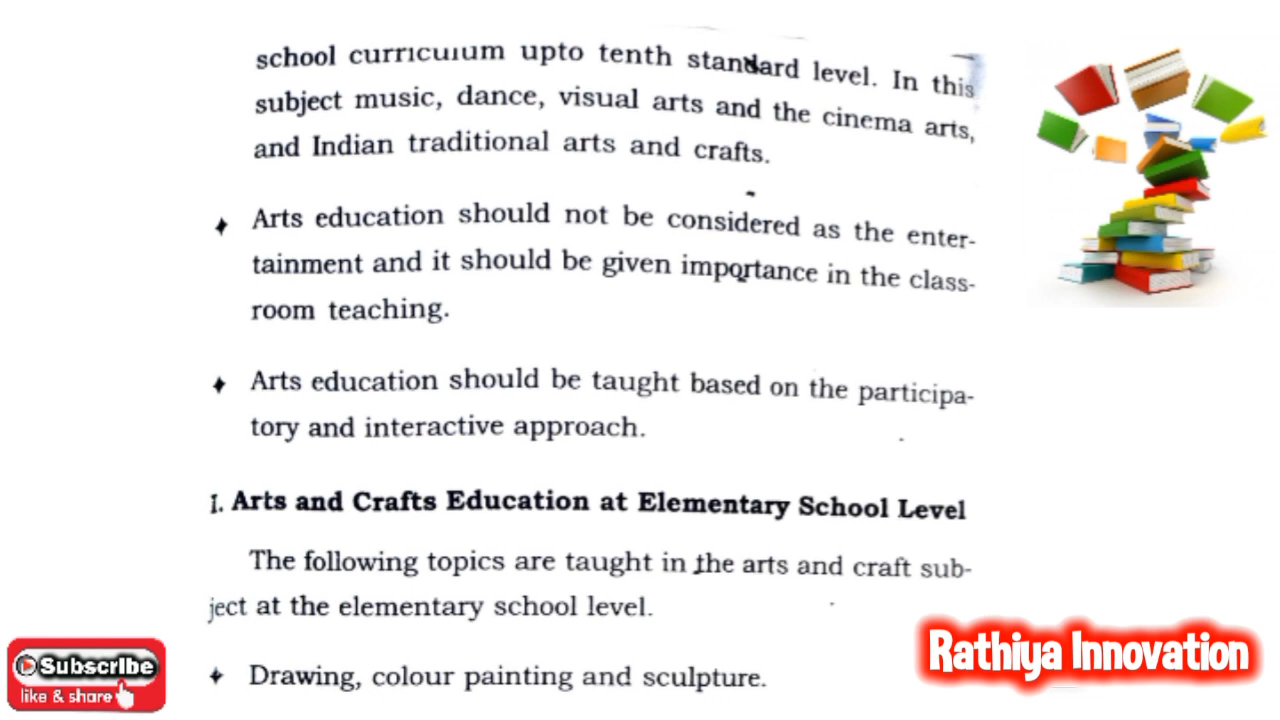 school curriculum upto tenth standard level. In this
subject music, dance, visual arts and the cinema arts,
and Indian traditional arts and crafts.
Arts education should not be considered as the enter-
tainment and it should be given importance in the class-
room teaching.
Arts education should be taught based on the participa-
tory and interactive approach.
I. Arts and Crafts Education at Elementary School Level
The following topics are taught in the arts and craft sub-
ject at the elementary school level.
Drawing, colour painting and sculpture.
Subscribe
like & share
Rathiya Innovation